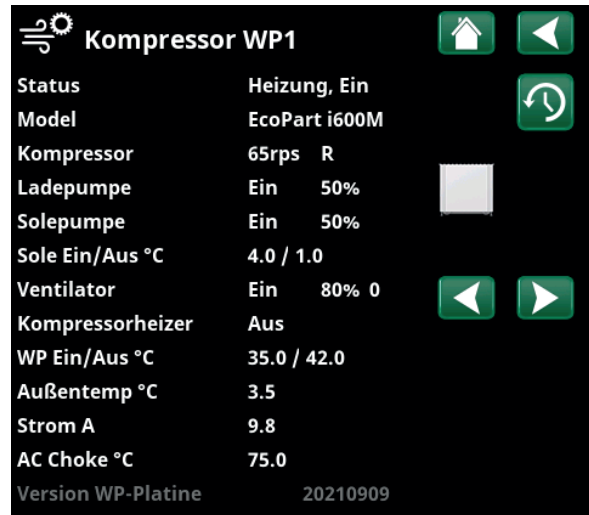 Kompressor WP1
Status Heizung, Ein
Model EcoPart i600M
Kompressor 65rps R
Ladepumpe Ein 50%
Solepumpe Ein 50%
Sole Ein/Aus °C 4.0 / 1.0
Ventilator Ein 80% 0
Kompressorheizer Aus
WP Ein/Aus °C 35.0 / 42.0
Außentemp °C 3.5
Strom A 9.8
AC Choke °C 75.0
Version WP-Platine 20210909